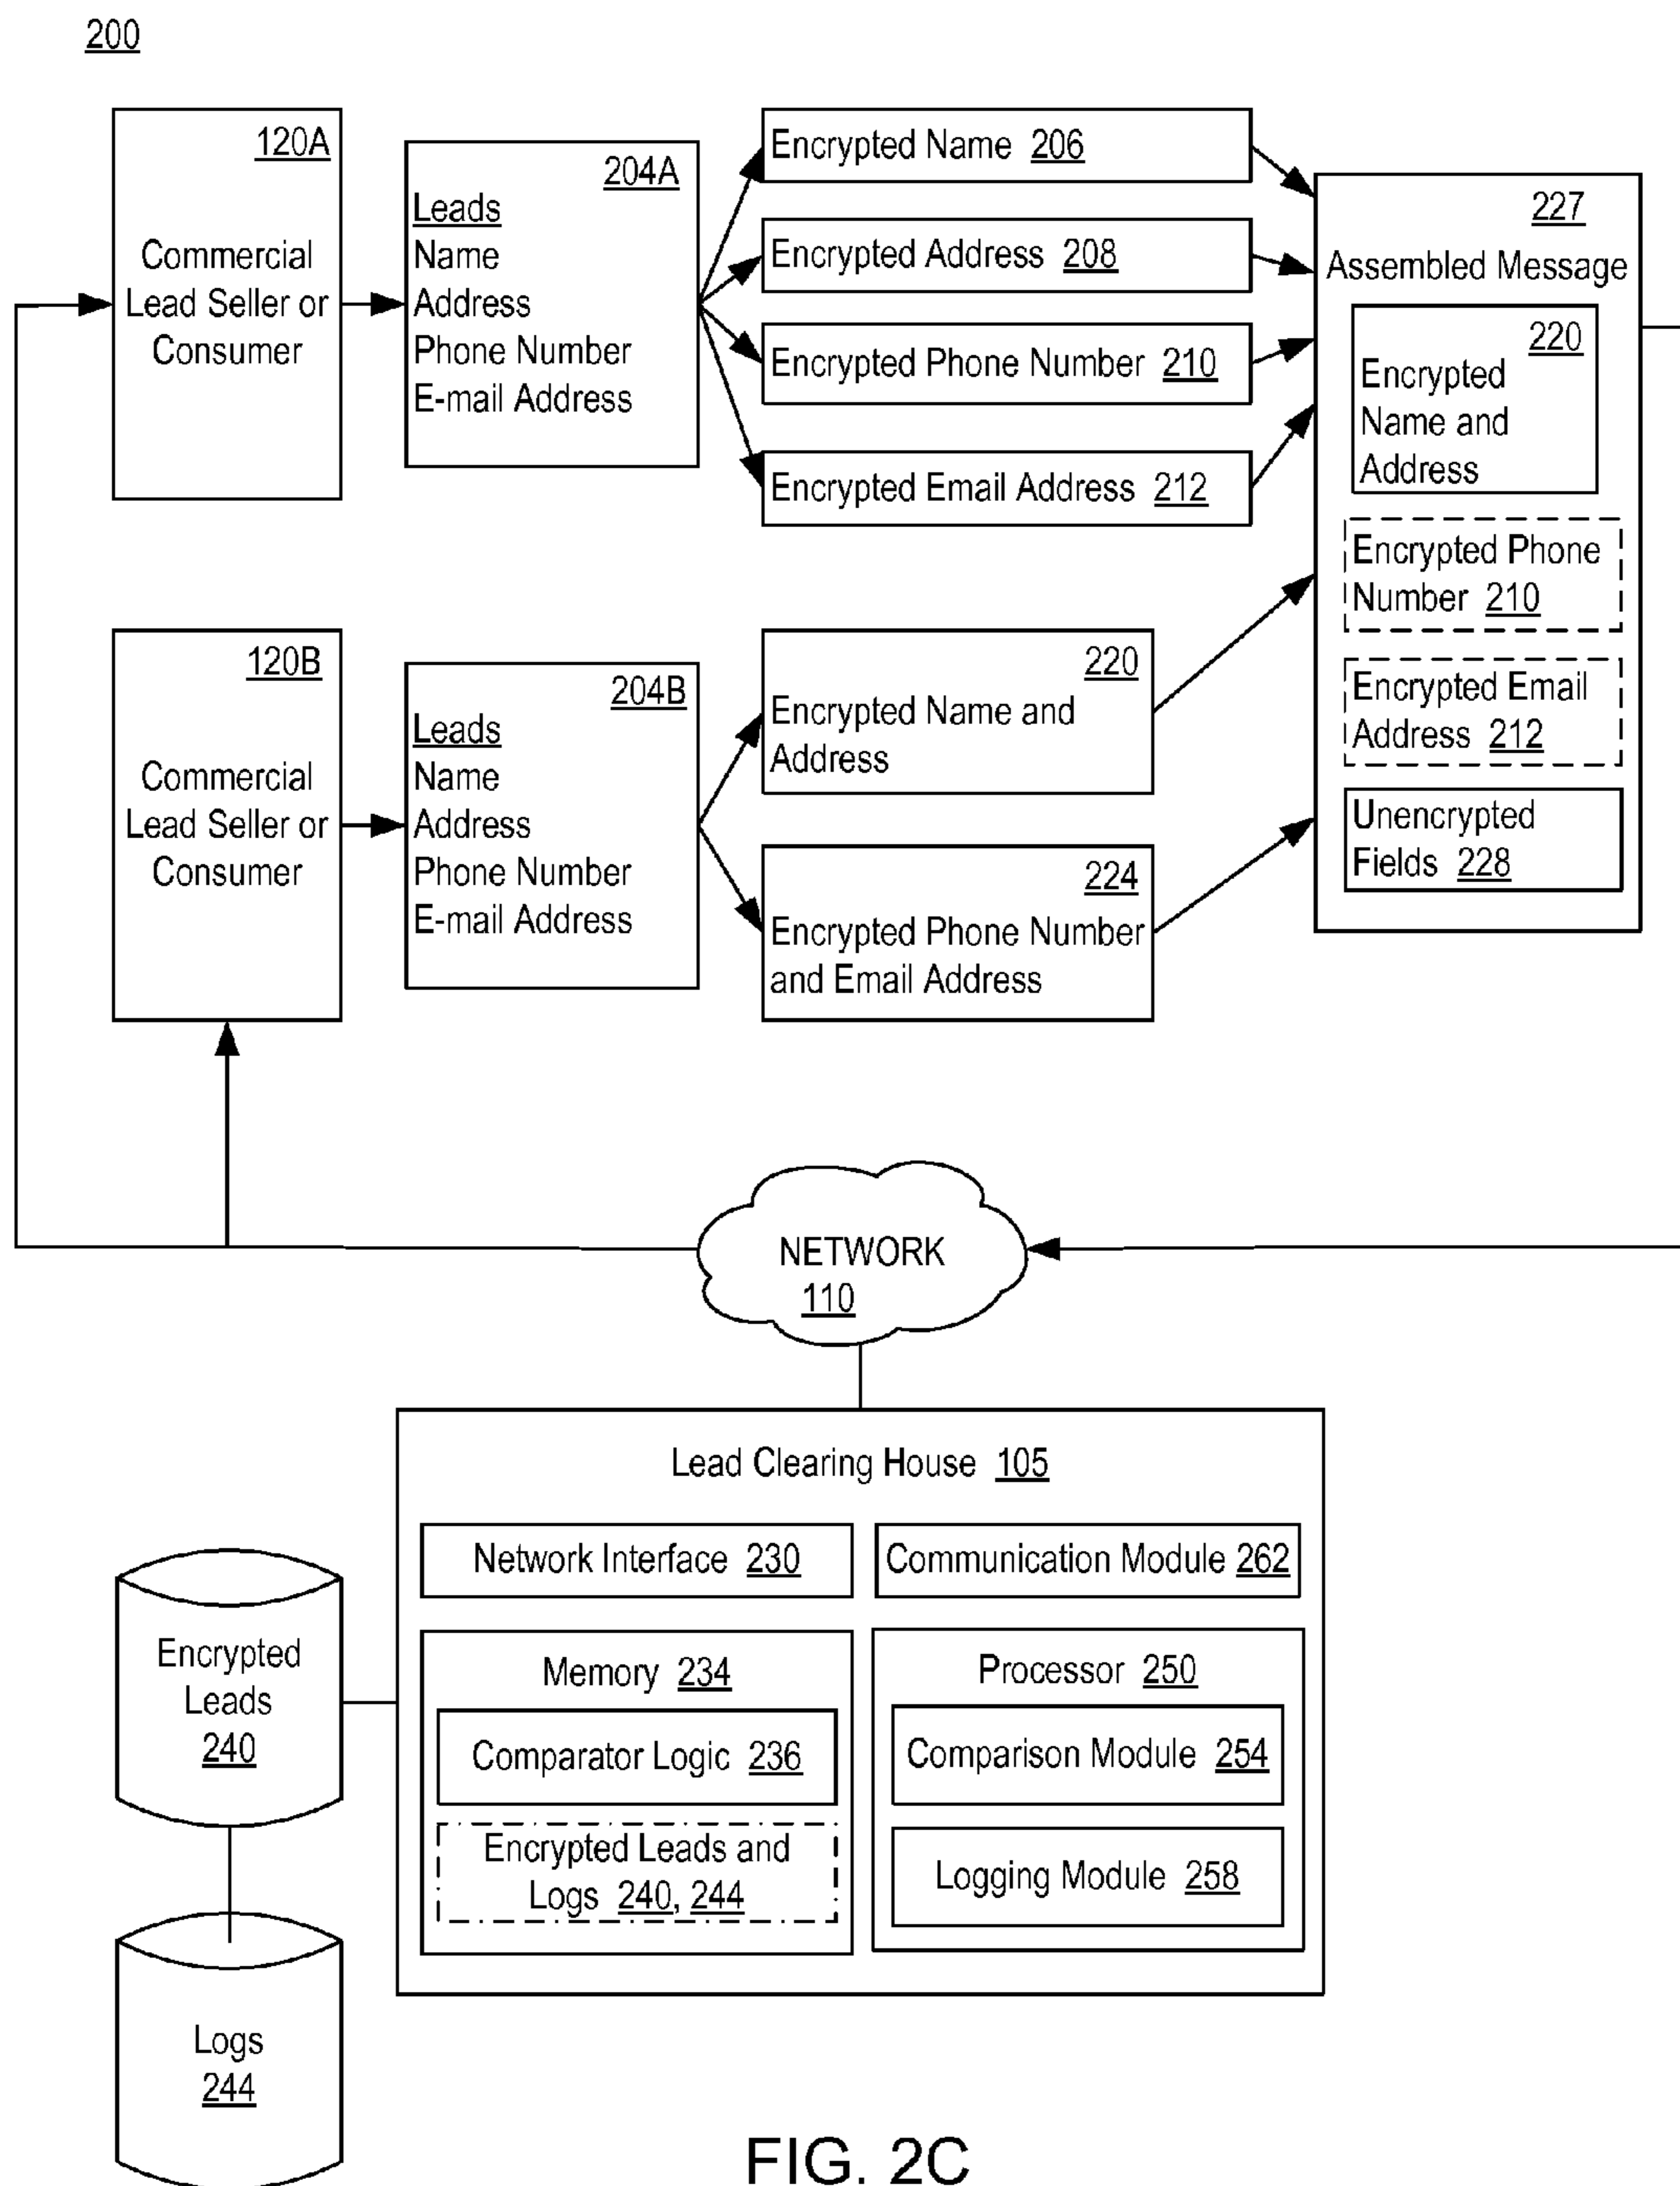 200
120A
Commercial
Lead Seller or
Consumer
204A
Leads
Name
Address
Phone Number
E-mail Address
Encrypted Name 206
Encrypted Address 208
Encrypted Phone Number 210
Encrypted Email Address 212
227
Assembled Message
220
Encrypted
Name and
Address
Encrypted Phone
Number 210
Encrypted Email
Address 212
Unencrypted
Fields 228
120B
Commercial
Lead Seller or
Consumer
204B
Leads
Name
Address
Phone Number
E-mail Address
220
Encrypted Name and
Address
224
Encrypted Phone Number
and Email Address
NETWORK
110
Lead Clearing House 105
Network Interface 230
Communication Module 262
Memory 234
Comparator Logic 236
Encrypted Leads and
Logs 240, 244
Processor 250
Comparison Module 254
Logging Module 258
Encrypted
Leads
240
Logs
244
FIG. 2C